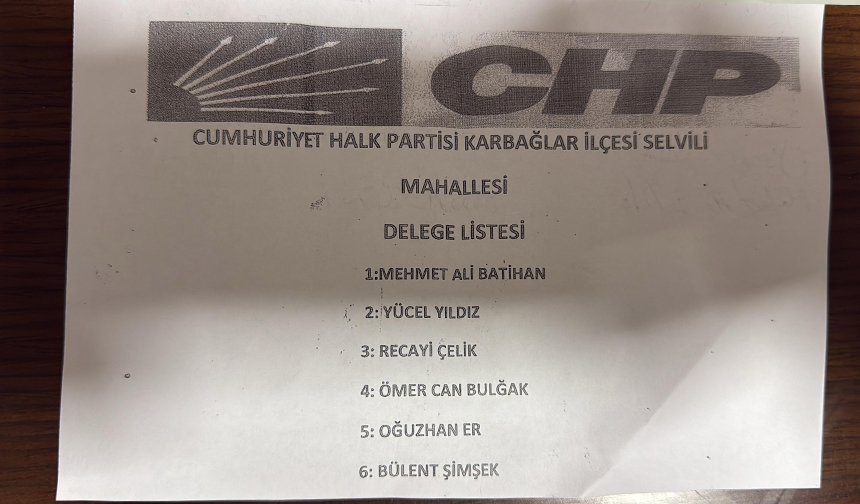 CHP
CUMHURİYET HALK PARTİSİ KARBAĞLAR İLÇESİ SELVİLİ
MAHALLESİ
DELEGE LİSTESİ
1:MEHMET ALİ BATİHAN
2: YÜCEL YILDIZ
3: RECAYİ ÇELİK
4: ÖMER CAN BULĞAK
5: OĞUZHAN ER
6: BÜLENT ŞİMŞEK